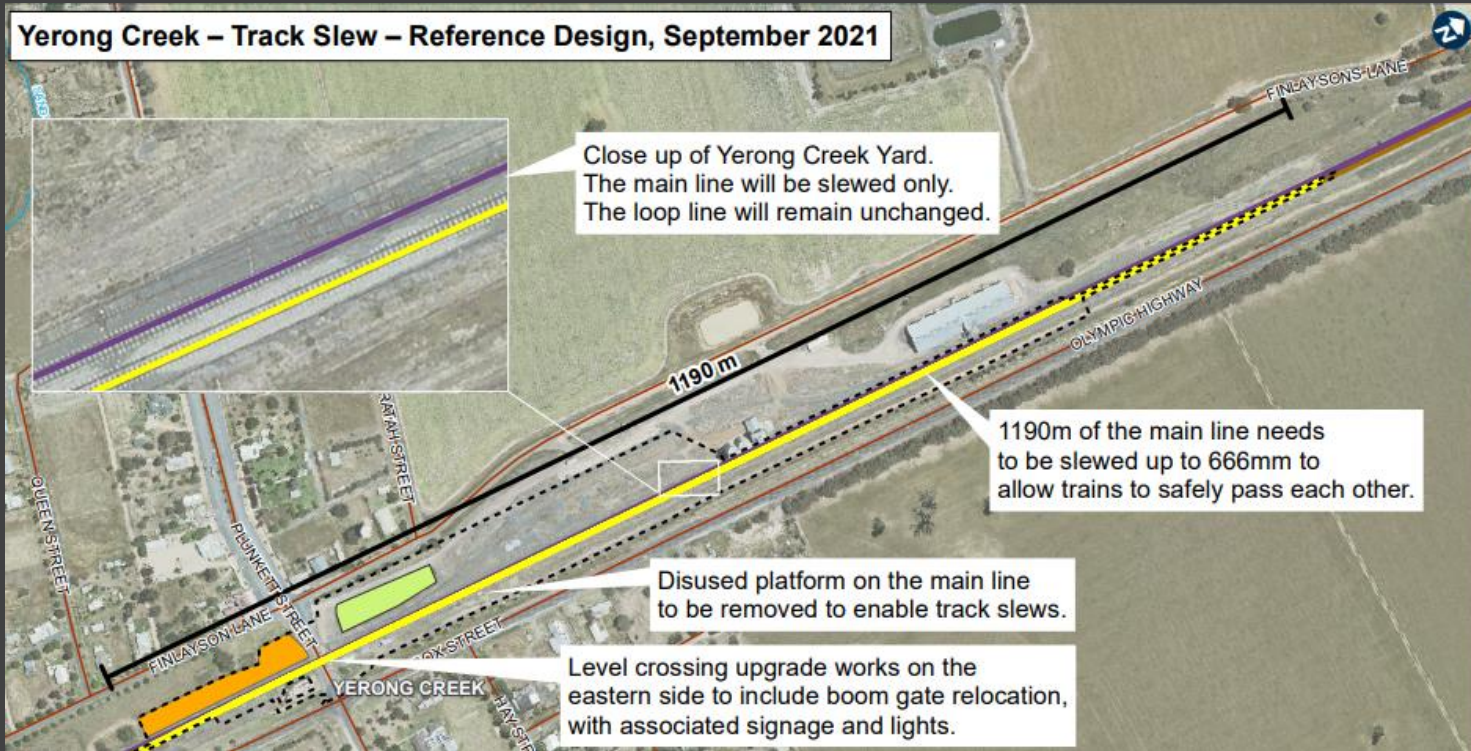 Yerong Creek – Track Slew – Reference Design, September 2021
N
FINLAYSONS LANE
Close up of Yerong Creek Yard.
The main line will be slewed only.
The loop line will remain unchanged.
OLYMPIC HIGHWAY
1190 m
1190m of the main line needs
to be slewed up to 666mm to
allow trains to safely pass each other.
RATAH STREET
QUEEN STREET
PLUNKETT STREET
Disused platform on the main line
to be removed to enable track slews.
FINLAYSON LANE
OX STREET
Level crossing upgrade works on the
eastern side to include boom gate relocation,
with associated signage and lights.
YERONG CREEK
HAY STR